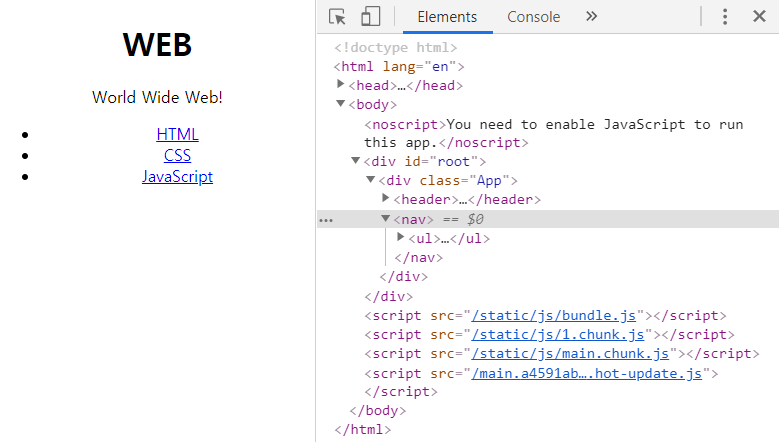 WEB
World Wide Web!
HTML
CSS
JavaScript
Elements Console
<!doctype html>
<html lang="en">
<head>…</head>
<body>
<noscript>You need to enable JavaScript to run
this app.</noscript>
<div id="root">
<div class="App">
<header>…</header>
<nav> == $0
<ul>…</ul>
</nav>
</div>
</div>
<script src="/static/js/bundle.js"></script>
<script src="/static/js/1.chunk.js"></script>
<script src="/static/js/main.chunk.js"></script>
<script src="/main.a4591ab….hot-update.js">
</script>
</body>
</html>